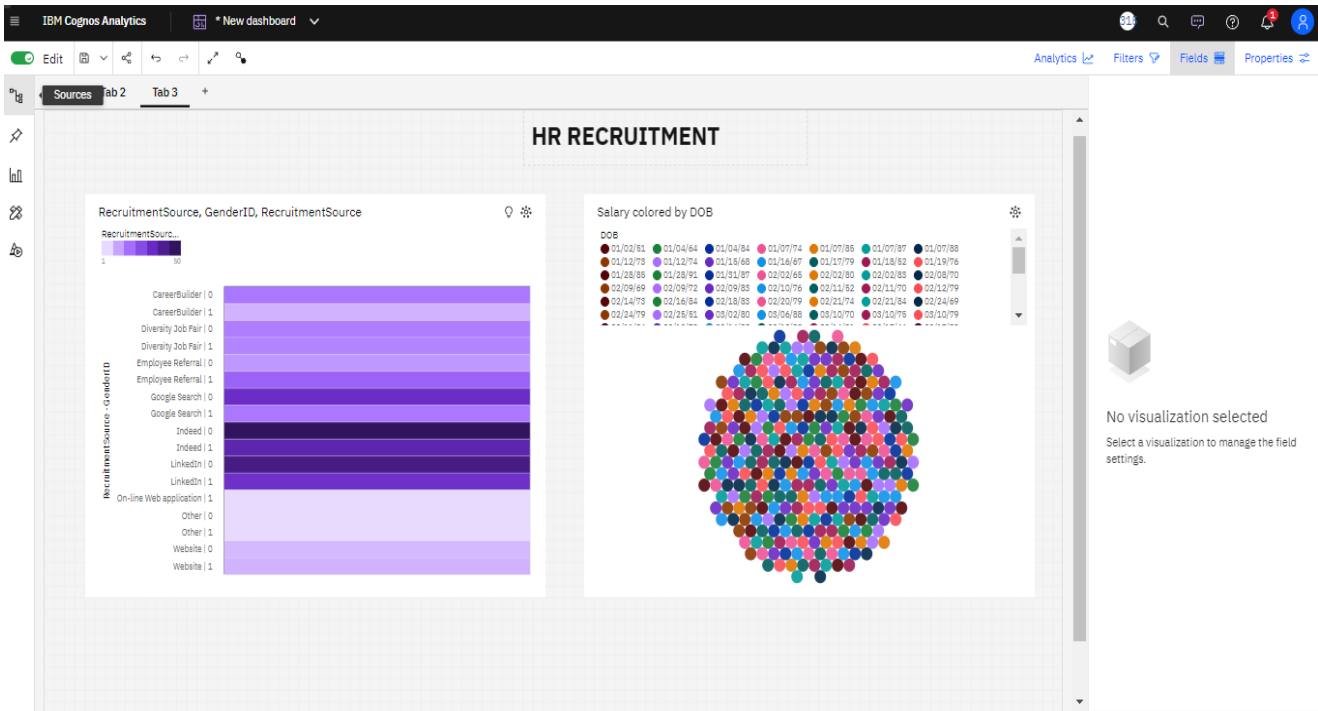 IBM Cognos Analytics
* New dashboard
1
Edit
Analytics
Filters
Fields
Properties
Sources
Tab 2
Tab 3
+
HR RECRUITMENT
RecruitmentSource, GenderID, RecruitmentSource
RecruitmentSourc...
1 50
RecruitmentSource - GenderID
CareerBuilder | 0
CareerBuilder | 1
Diversity Job Fair | 0
Diversity Job Fair | 1
Employee Referral | 0
Employee Referral | 1
Google Search | 0
Google Search | 1
Indeed | 0
Indeed | 1
LinkedIn | 0
LinkedIn | 1
On-line Web application | 1
Other | 0
Other | 1
Website | 0
Website | 1
Salary colored by DOB
DOB
01/02/51 01/04/64 01/04/84 01/07/74 01/07/85 01/07/87 01/07/88
01/12/73 01/12/74 01/15/68 01/16/67 01/17/79 01/18/52 01/19/76
01/28/85 01/28/91 01/31/87 02/02/65 02/02/80 02/02/83 02/08/70
02/09/69 02/09/72 02/09/83 02/10/76 02/11/52 02/11/70 02/12/79
02/14/73 02/16/84 02/18/83 02/20/79 02/21/74 02/21/84 02/24/69
02/24/79 02/25/51 03/02/80 03/06/88 03/10/70 03/10/75 03/10/79
No visualization selected
Select a visualization to manage the field
settings.